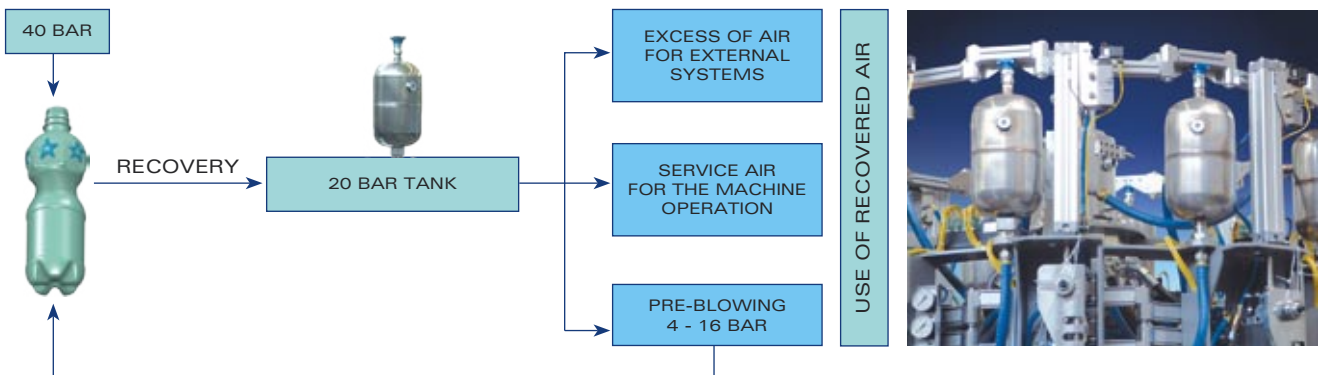 40 BAR
RECOVERY
20 BAR TANK
EXCESS OF AIR
FOR EXTERNAL
SYSTEMS
SERVICE AIR
FOR THE MACHINE
OPERATION
PRE-BLOWING
4 - 16 BAR
USE OF RECOVERED AIR